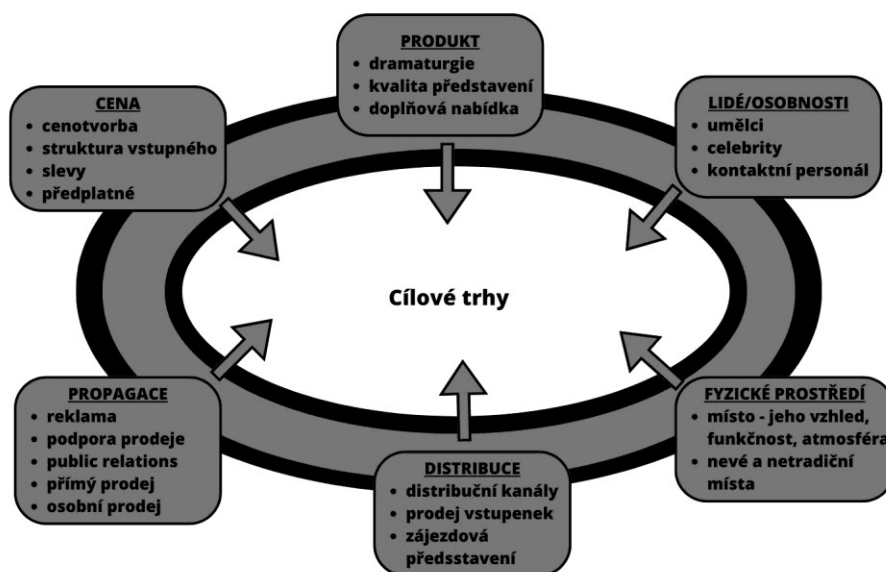 PRODUKT
• dramaturgie
• kvalita představení
• doplňová nabídka
CENA
• cenotvorba
• struktura vstupného
• slevy
• předplatné
LIDÉ/OSOBNOSTI
• umělci
• celebrity
• kontaktní personál
Cílové trhy
PROPAGACE
• reklama
• podpora prodeje
• public relations
• přímý prodej
• osobní prodej
DISTRIBUCE
• distribuční kanály
• prodej vstupenek
• zájezdová
předsstavení
FYZICKÉ PROSTŘEDÍ
• místo - jeho vzhled,
funkčnost, atmosféra
• nevé a netradiční
místa